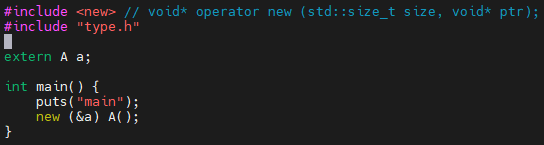 #include <new> // void* operator new (std::size_t size, void* ptr);
#include "type.h"
extern A a;
int main() {
puts("main");
new (&a) A();
}